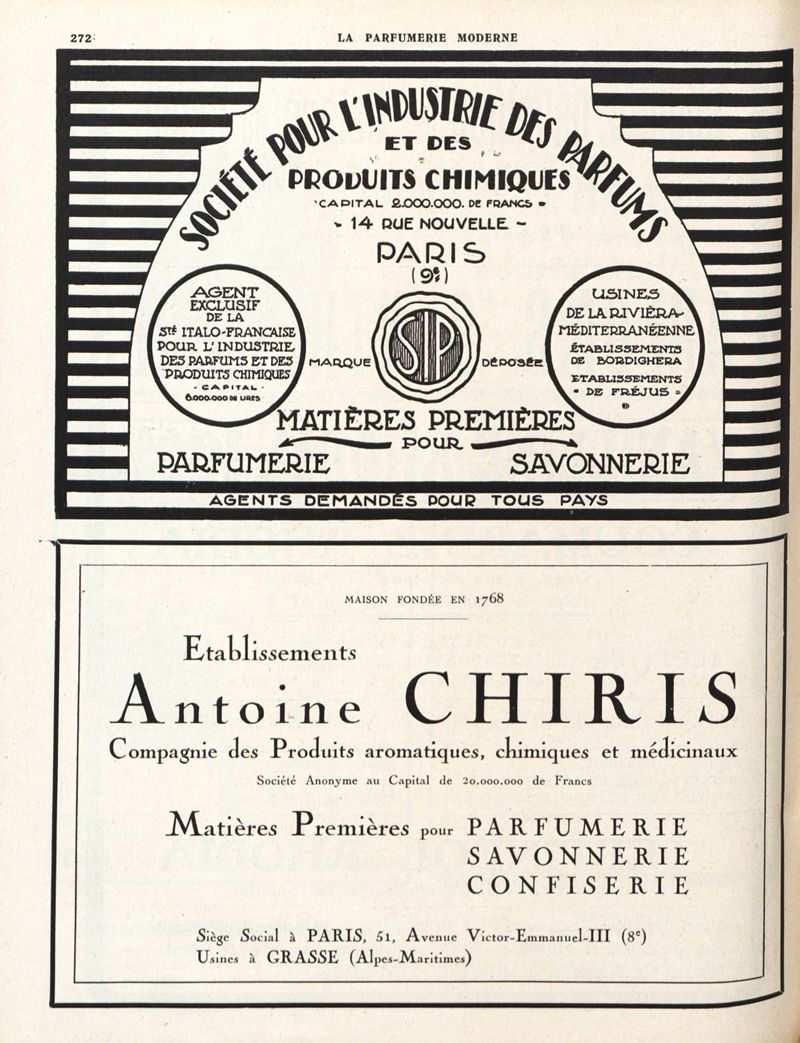 272
LA PARFUMERIE MODERNE
SOCIÉTÉ POUR L'INDUSTRIE DES PARFUMS
ET DES
PRODUITS CHIMIQUES
CAPITAL 2.000.000. DE FRANCS
- 14 RUE NOUVELLE -
PARIS
(9e)
AGENT
EXCLUSIF
DE LA
Sté ITALO-FRANCAISE
POUR L'INDUSTRIE
DES PARFUMS ET DES
PRODUITS CHIMIQUES
- CAPITAL -
6.000.000 DE LIRES
MARQUE
SIP
DÉPOSÉE
USINES
DE LA RIVIÈRA
MÉDITERRANÉENNE
ÉTABLISSEMENTS
DE BORDIGHERA
ETABLISSEMENTS
- DE FRÉJUS -
MATIÈRES PREMIÈRES
POUR
PARFUMERIE SAVONNERIE
AGENTS DEMANDÉS POUR TOUS PAYS
MAISON FONDÉE EN 1768
Etablissements
Antoine CHIRIS
Compagnie des Produits aromatiques, chimiques et médicinaux
Société Anonyme au Capital de 20.000.000 de Francs
Matières Premières pour PARFUMERIE
SAVONNERIE
CONFISERIE
Siège Social à PARIS, 51, Avenue Victor-Emmanuel-III (8e)
Usines à GRASSE (Alpes-Maritimes)